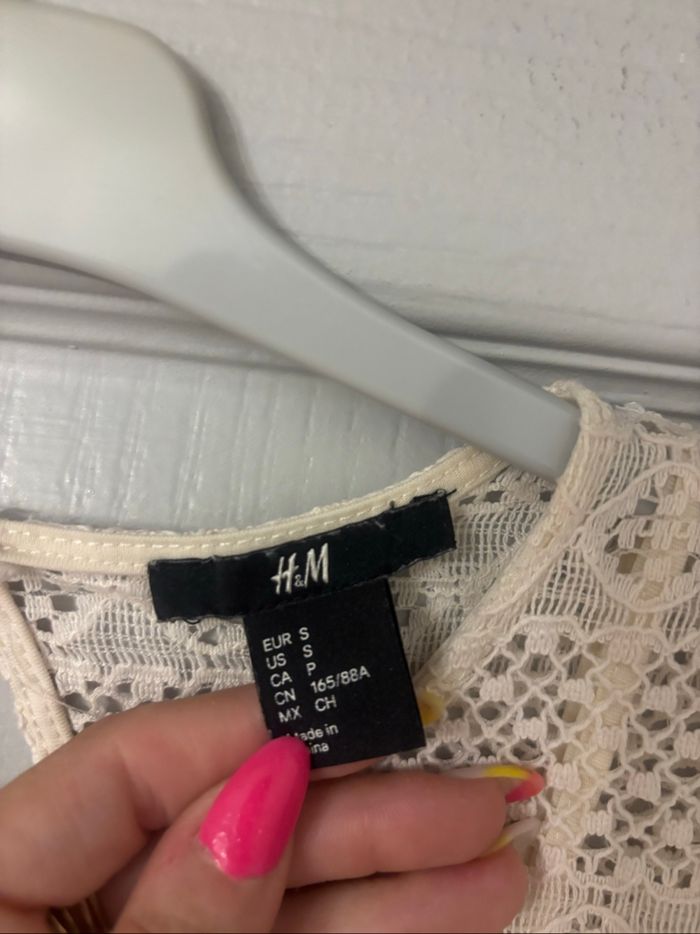 H&M
EUR S
US S
CA P
CN 165/88A
MX CH
Made in